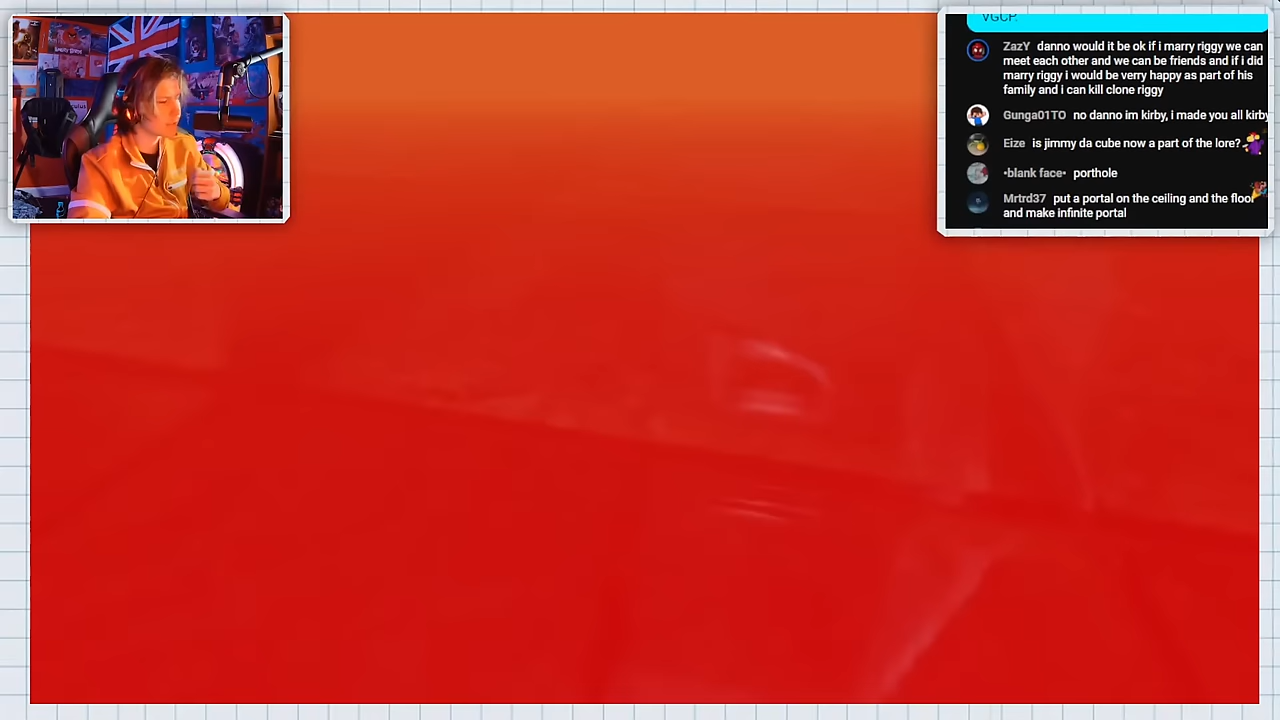 VGCP.
ZazY danno would it be ok if i marry riggy we can
meet each other and we can be friends and if i did
marry riggy i would be verry happy as part of his
family and i can kill clone riggy
Gunga01TO no danno im kirby, i made you all kirby
Eize is jimmy da cube now a part of the lore?
•blank face• porthole
Mrtrd37 put a portal on the ceiling and the floor
and make infinite portal